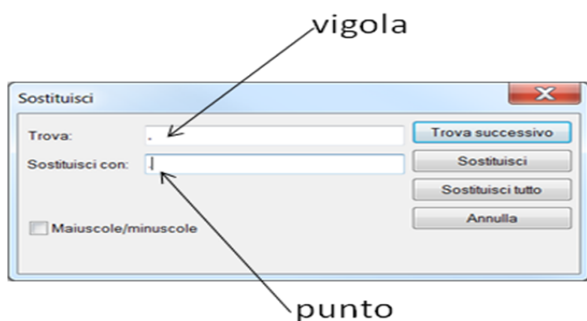 vigola
Sostituisci
Trova: ,
Trova successivo
Sostituisci con: .
Sostituisci
Sostituisci tutto
Maiuscole/minuscole
Annulla
punto